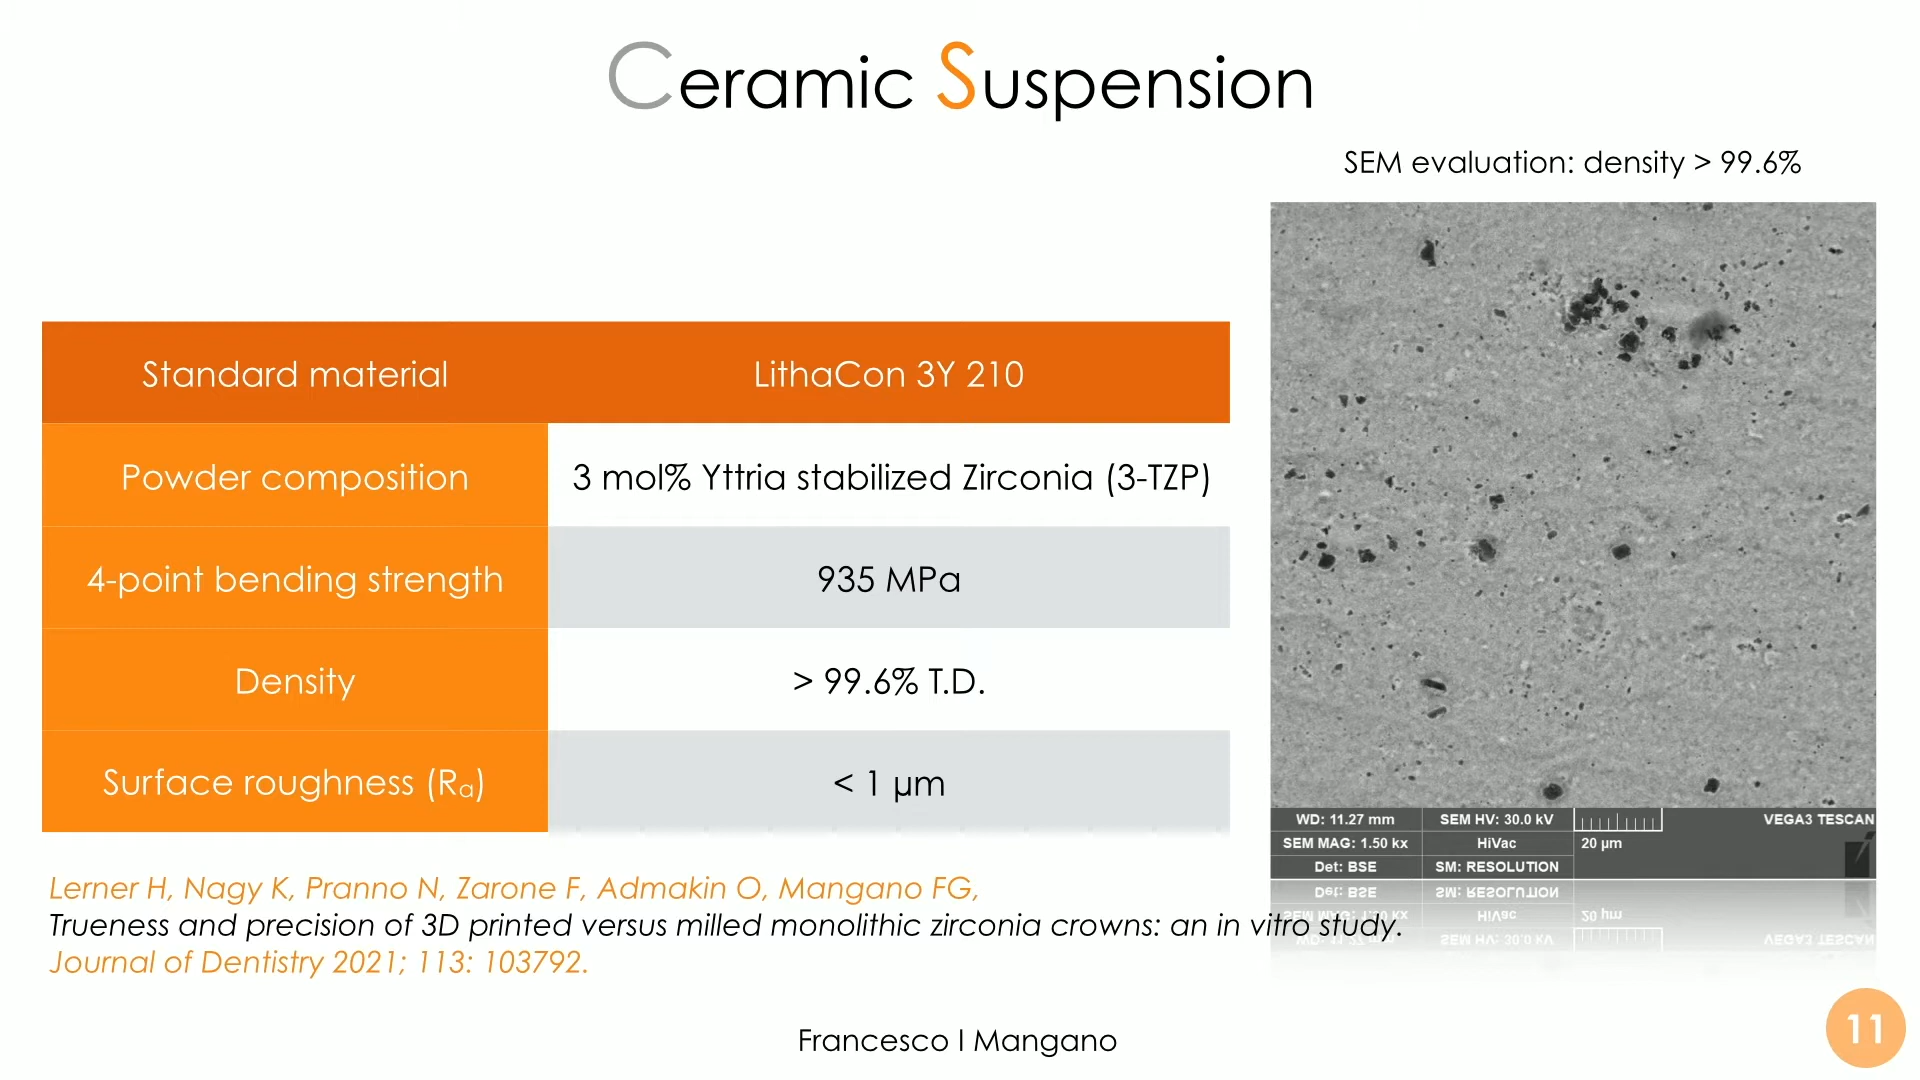 Ceramic Suspension
SEM evaluation: density > 99.6%
Standard material LithaCon 3Y 210
Powder composition 3 mol% Yttria stabilized Zirconia (3-TZP)
4-point bending strength 935 MPa
Density > 99.6% T.D.
Surface roughness (Ra) < 1 µm
WD: 11.27 mm SEM HV: 30.0 kV VEGA3 TESCAN
SEM MAG: 1.50 kx HiVac 20 µm
Det: BSE SM: RESOLUTION
Lerner H, Nagy K, Pranno N, Zarone F, Admakin O, Mangano FG,
Trueness and precision of 3D printed versus milled monolithic zirconia crowns: an in vitro study.
Journal of Dentistry 2021; 113: 103792.
Francesco I Mangano
11